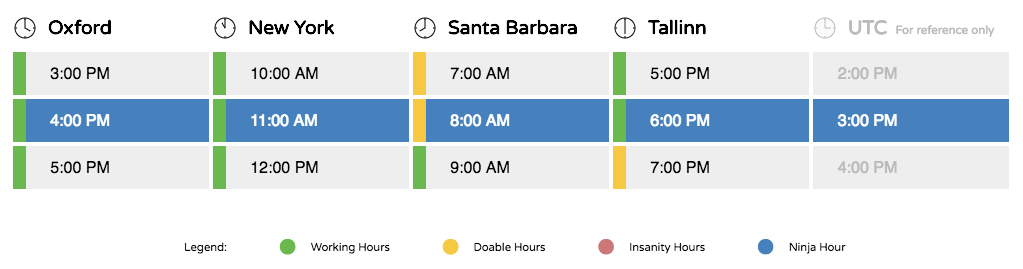 Oxford New York Santa Barbara Tallinn UTC For reference only
3:00 PM 10:00 AM 7:00 AM 5:00 PM 2:00 PM
4:00 PM 11:00 AM 8:00 AM 6:00 PM 3:00 PM
5:00 PM 12:00 PM 9:00 AM 7:00 PM 4:00 PM
Legend: Working Hours Doable Hours Insanity Hours Ninja Hour